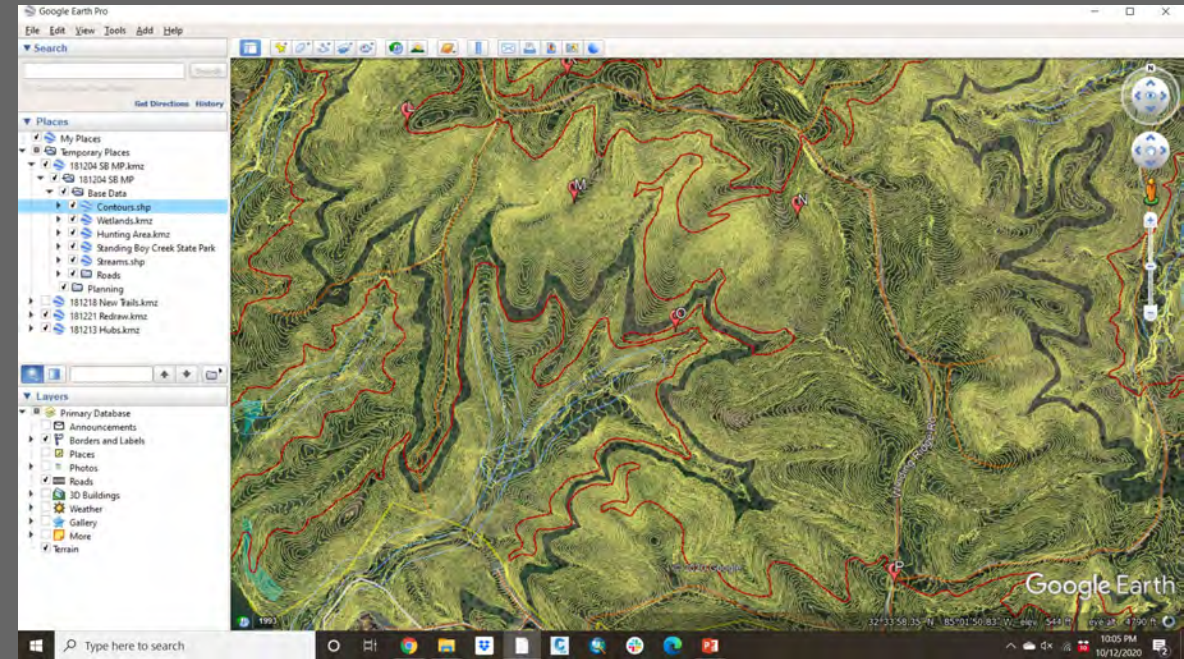 Google Earth Pro
File Edit View Tools Add Help
Search
Search
Get Directions History
Places
My Places
Temporary Places
181204 SB MP.kmz
181204 SB MP
Base Data
Contours.shp
Wetlands.kmz
Hunting Area.kmz
Standing Boy Creek State Park
Streams.shp
Roads
Planning
181218 New Trails.kmz
181221 Redraw.kmz
181213 Hubs.kmz
Layers
Primary Database
Announcements
Borders and Labels
Places
Photos
Roads
3D Buildings
Weather
Gallery
More
Terrain
N
L
M
N
O
P
Google Earth
1993
32°33'58.35" N 85°01'50.83" W elev 544 ft eye alt 4790 ft
Type here to search
10:05 PM
10/12/2020